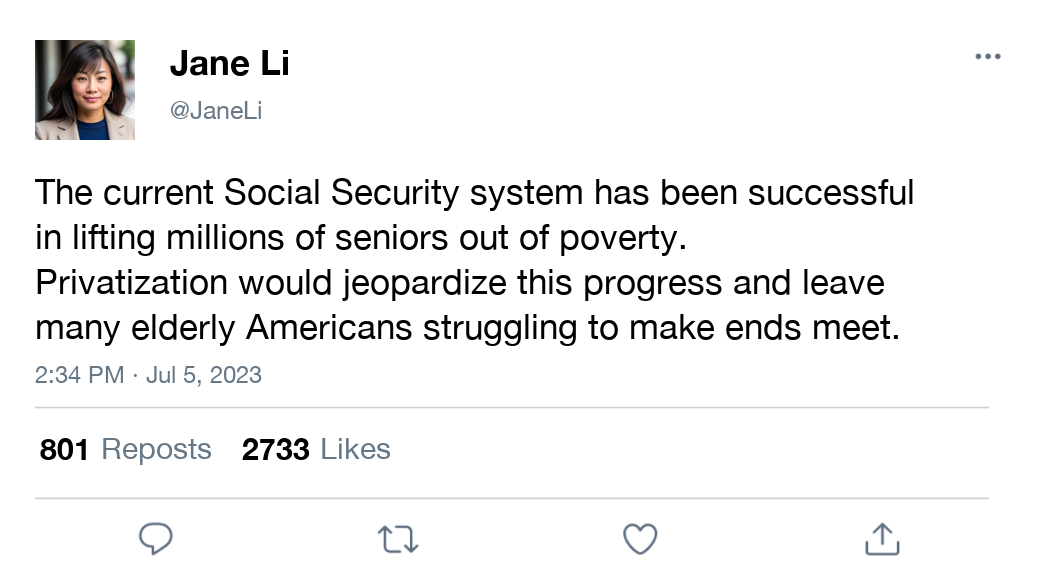 Jane Li
@JaneLi
The current Social Security system has been successful
in lifting millions of seniors out of poverty.
Privatization would jeopardize this progress and leave
many elderly Americans struggling to make ends meet.
2:34 PM · Jul 5, 2023
801 Reposts 2733 Likes